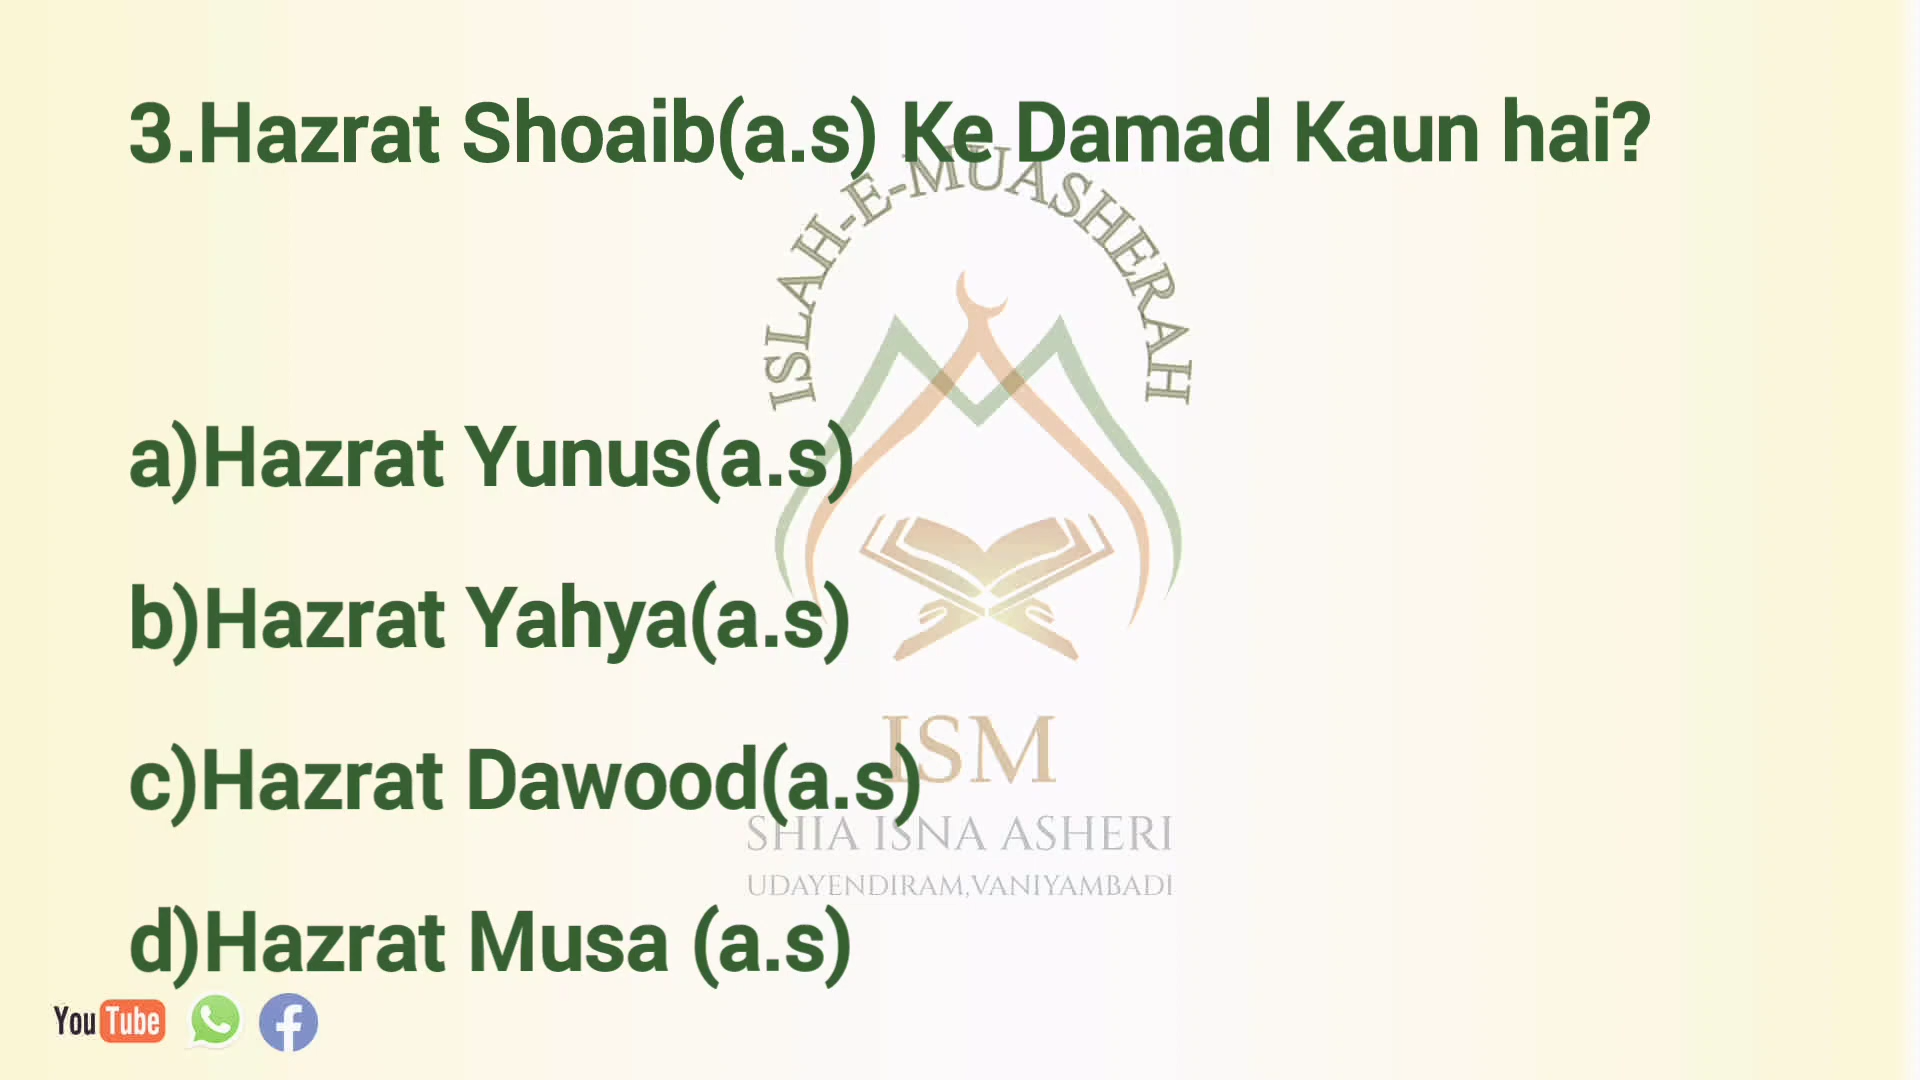 3.Hazrat Shoaib(a.s) Ke Damad Kaun hai?
ISLAH-E-MUASHERAH
a)Hazrat Yunus(a.s)
b)Hazrat Yahya(a.s)
ISM
c)Hazrat Dawood(a.s)
SHIA ISNA ASHERI
UDAYENDIRAM,VANIYAMBADI
d)Hazrat Musa (a.s)
YouTube